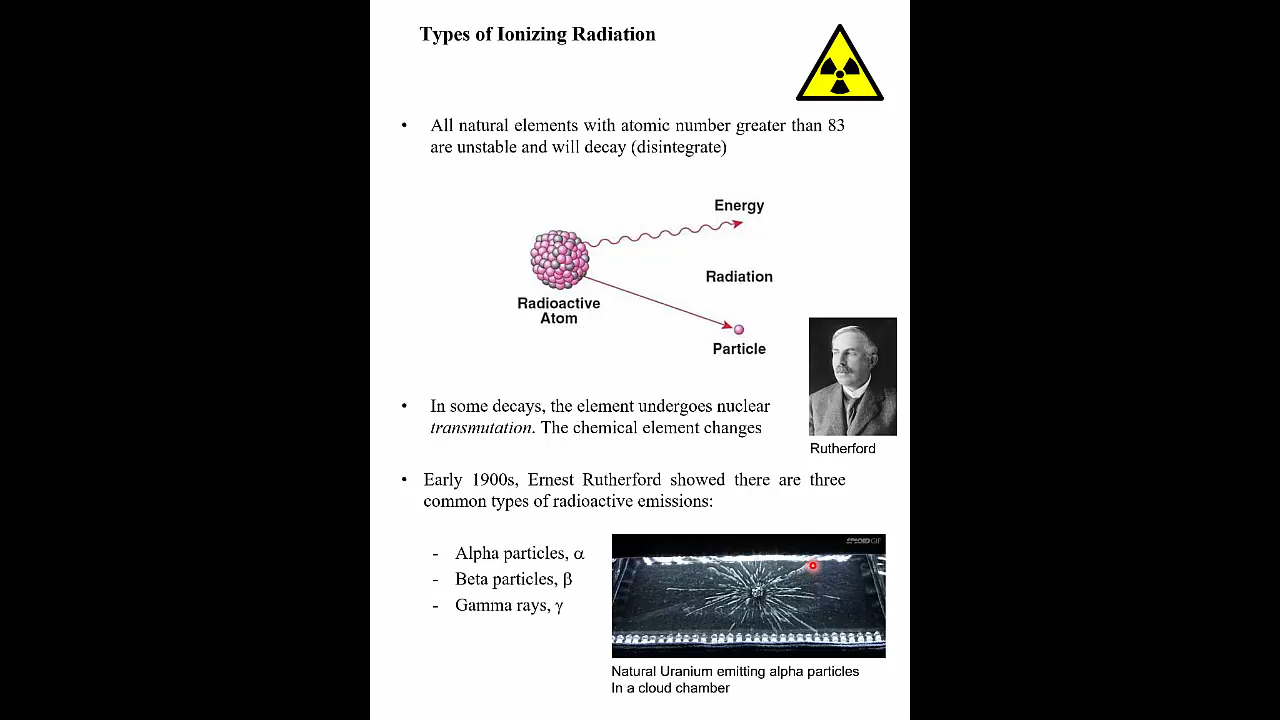 Types of Ionizing Radiation
• All natural elements with atomic number greater than 83
are unstable and will decay (disintegrate)
Energy
Radiation
Radioactive
Atom
Particle
• In some decays, the element undergoes nuclear
transmutation. The chemical element changes
Rutherford
• Early 1900s, Ernest Rutherford showed there are three
common types of radioactive emissions:
- Alpha particles, α
- Beta particles, β
- Gamma rays, γ
Natural Uranium emitting alpha particles
In a cloud chamber